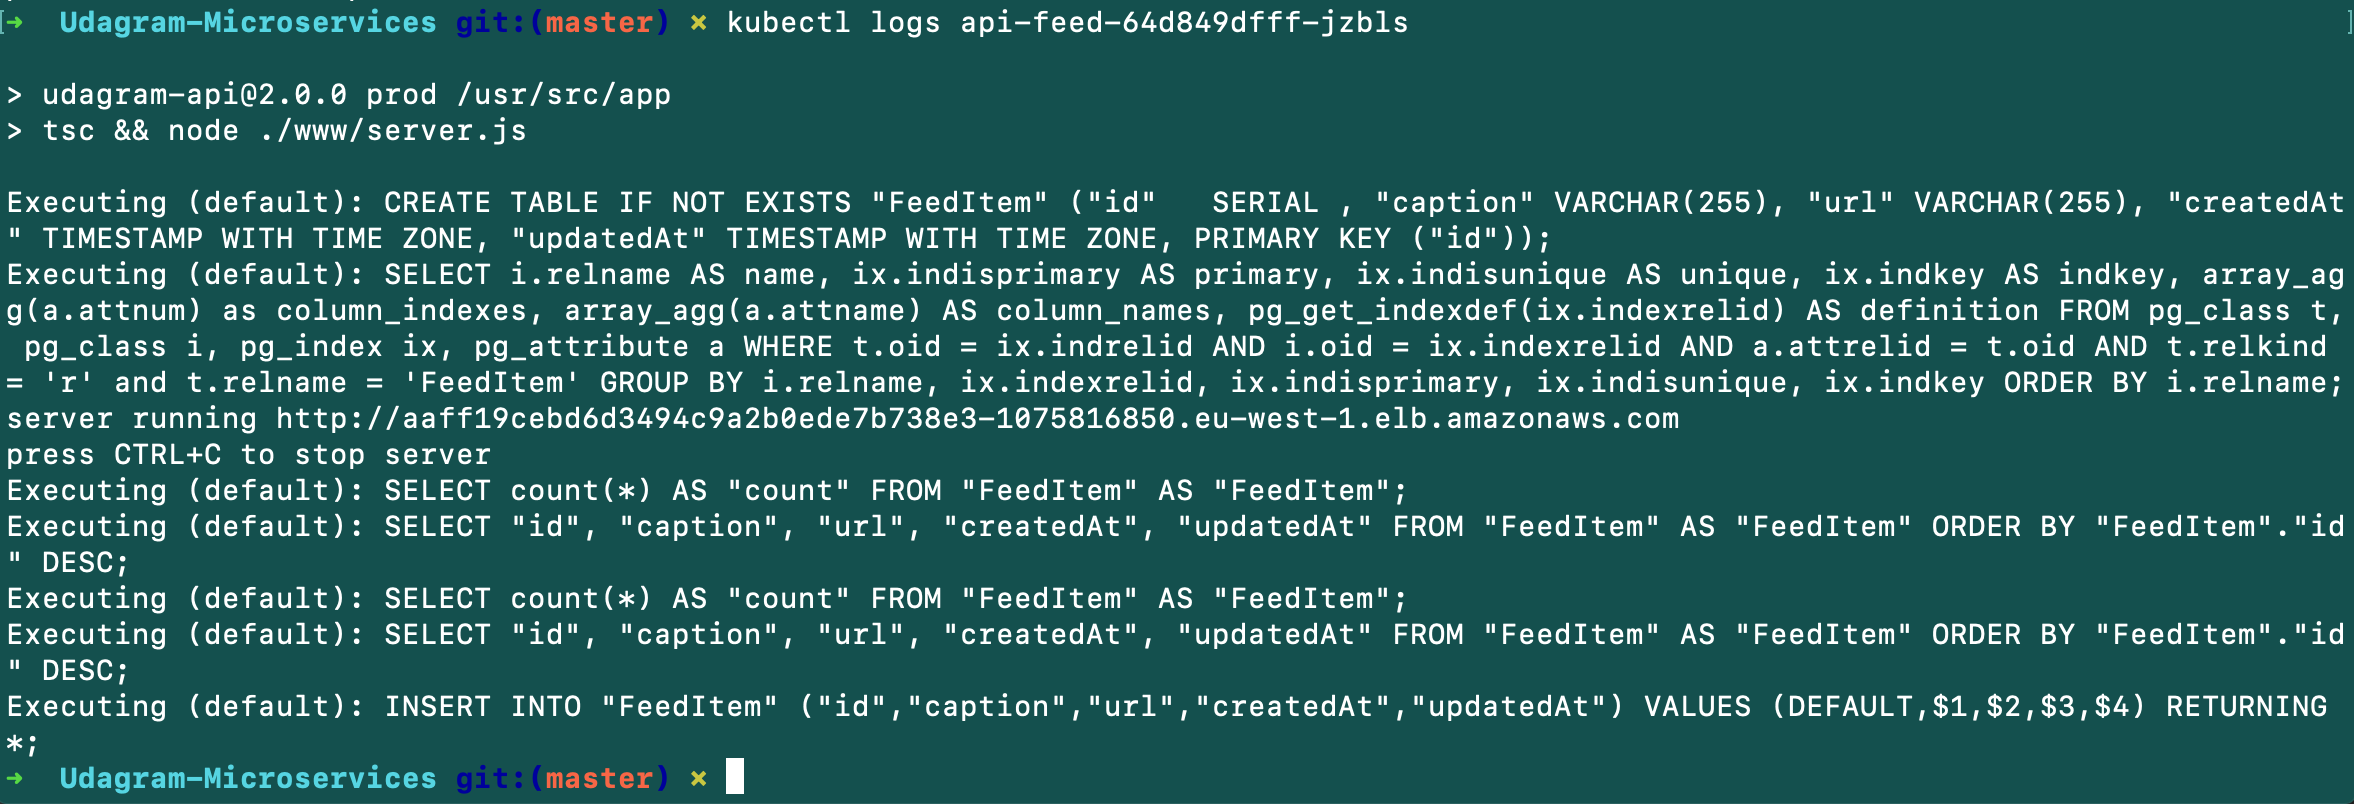 [➜  Udagram-Microservices git:(master) ✗ kubectl logs api-feed-64d849dfff-jzbls ]

> udagram-api@2.0.0 prod /usr/src/app
> tsc && node ./www/server.js

Executing (default): CREATE TABLE IF NOT EXISTS "FeedItem" ("id"   SERIAL , "caption" VARCHAR(255), "url" VARCHAR(255), "createdAt
" TIMESTAMP WITH TIME ZONE, "updatedAt" TIMESTAMP WITH TIME ZONE, PRIMARY KEY ("id"));
Executing (default): SELECT i.relname AS name, ix.indisprimary AS primary, ix.indisunique AS unique, ix.indkey AS indkey, array_ag
g(a.attnum) as column_indexes, array_agg(a.attname) AS column_names, pg_get_indexdef(ix.indexrelid) AS definition FROM pg_class t,
 pg_class i, pg_index ix, pg_attribute a WHERE t.oid = ix.indrelid AND i.oid = ix.indexrelid AND a.attrelid = t.oid AND t.relkind
= 'r' and t.relname = 'FeedItem' GROUP BY i.relname, ix.indexrelid, ix.indisprimary, ix.indisunique, ix.indkey ORDER BY i.relname;
server running http://aaff19cebd6d3494c9a2b0ede7b738e3-1075816850.eu-west-1.elb.amazonaws.com
press CTRL+C to stop server
Executing (default): SELECT count(*) AS "count" FROM "FeedItem" AS "FeedItem";
Executing (default): SELECT "id", "caption", "url", "createdAt", "updatedAt" FROM "FeedItem" AS "FeedItem" ORDER BY "FeedItem"."id
" DESC;
Executing (default): SELECT count(*) AS "count" FROM "FeedItem" AS "FeedItem";
Executing (default): SELECT "id", "caption", "url", "createdAt", "updatedAt" FROM "FeedItem" AS "FeedItem" ORDER BY "FeedItem"."id
" DESC;
Executing (default): INSERT INTO "FeedItem" ("id","caption","url","createdAt","updatedAt") VALUES (DEFAULT,$1,$2,$3,$4) RETURNING
*;
➜  Udagram-Microservices git:(master) ✗